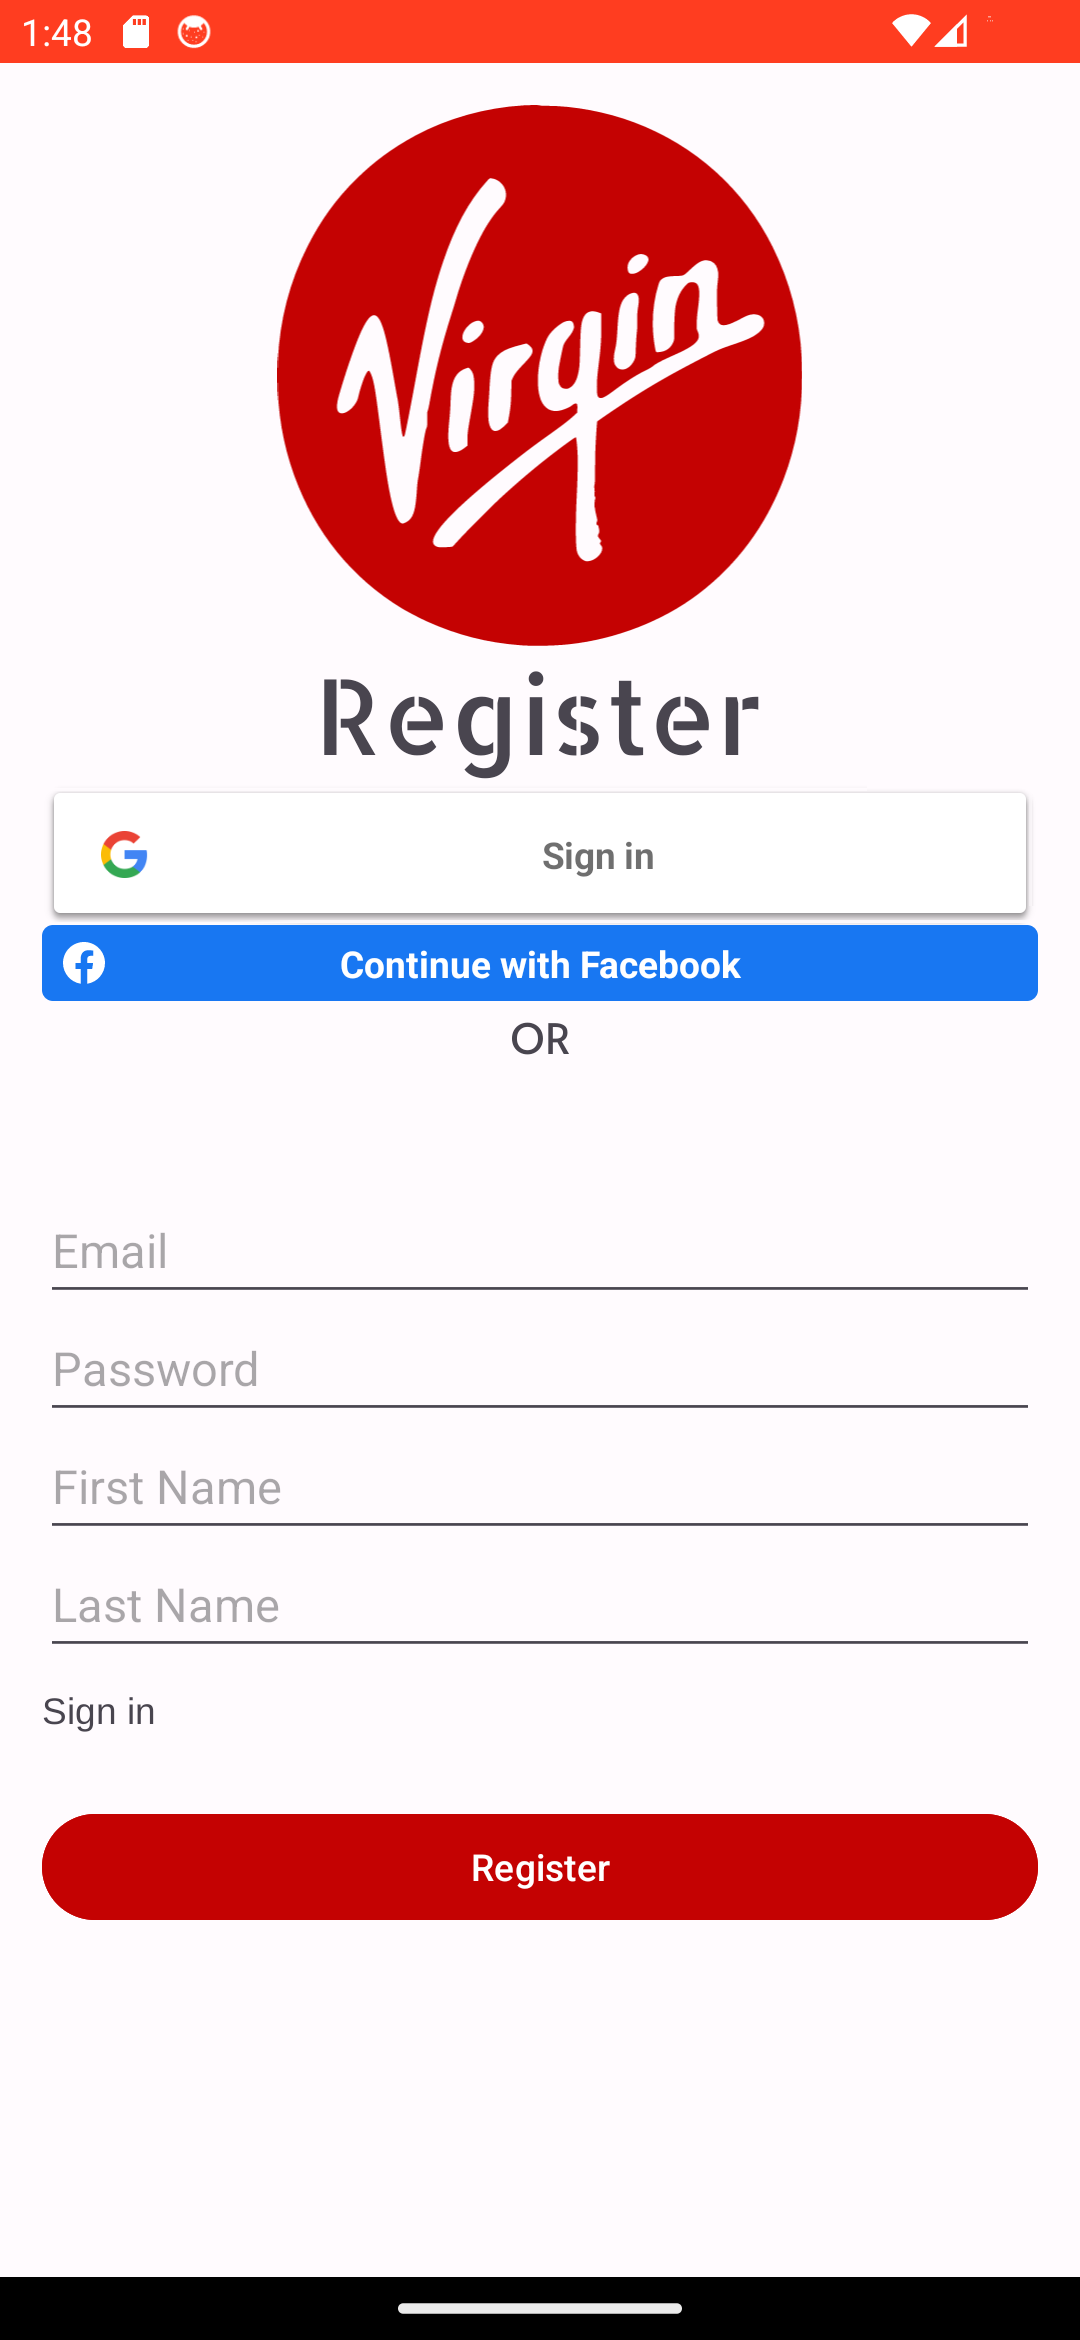 1:48
Virgin
Register
Sign in
Continue with Facebook
OR
Email
Password
First Name
Last Name
Sign in
Register